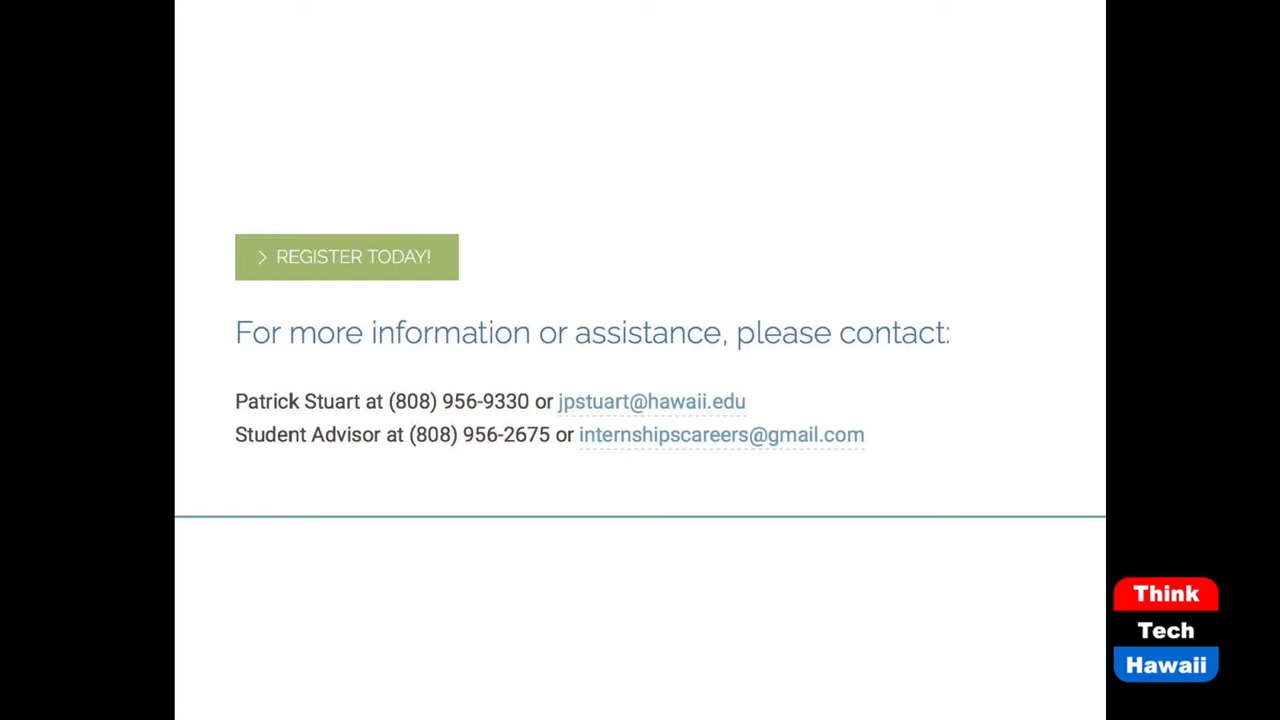 > REGISTER TODAY!
For more information or assistance, please contact:
Patrick Stuart at (808) 956-9330 or jpstuart@hawaii.edu
Student Advisor at (808) 956-2675 or internshipscareers@gmail.com
Think
Tech
Hawaii